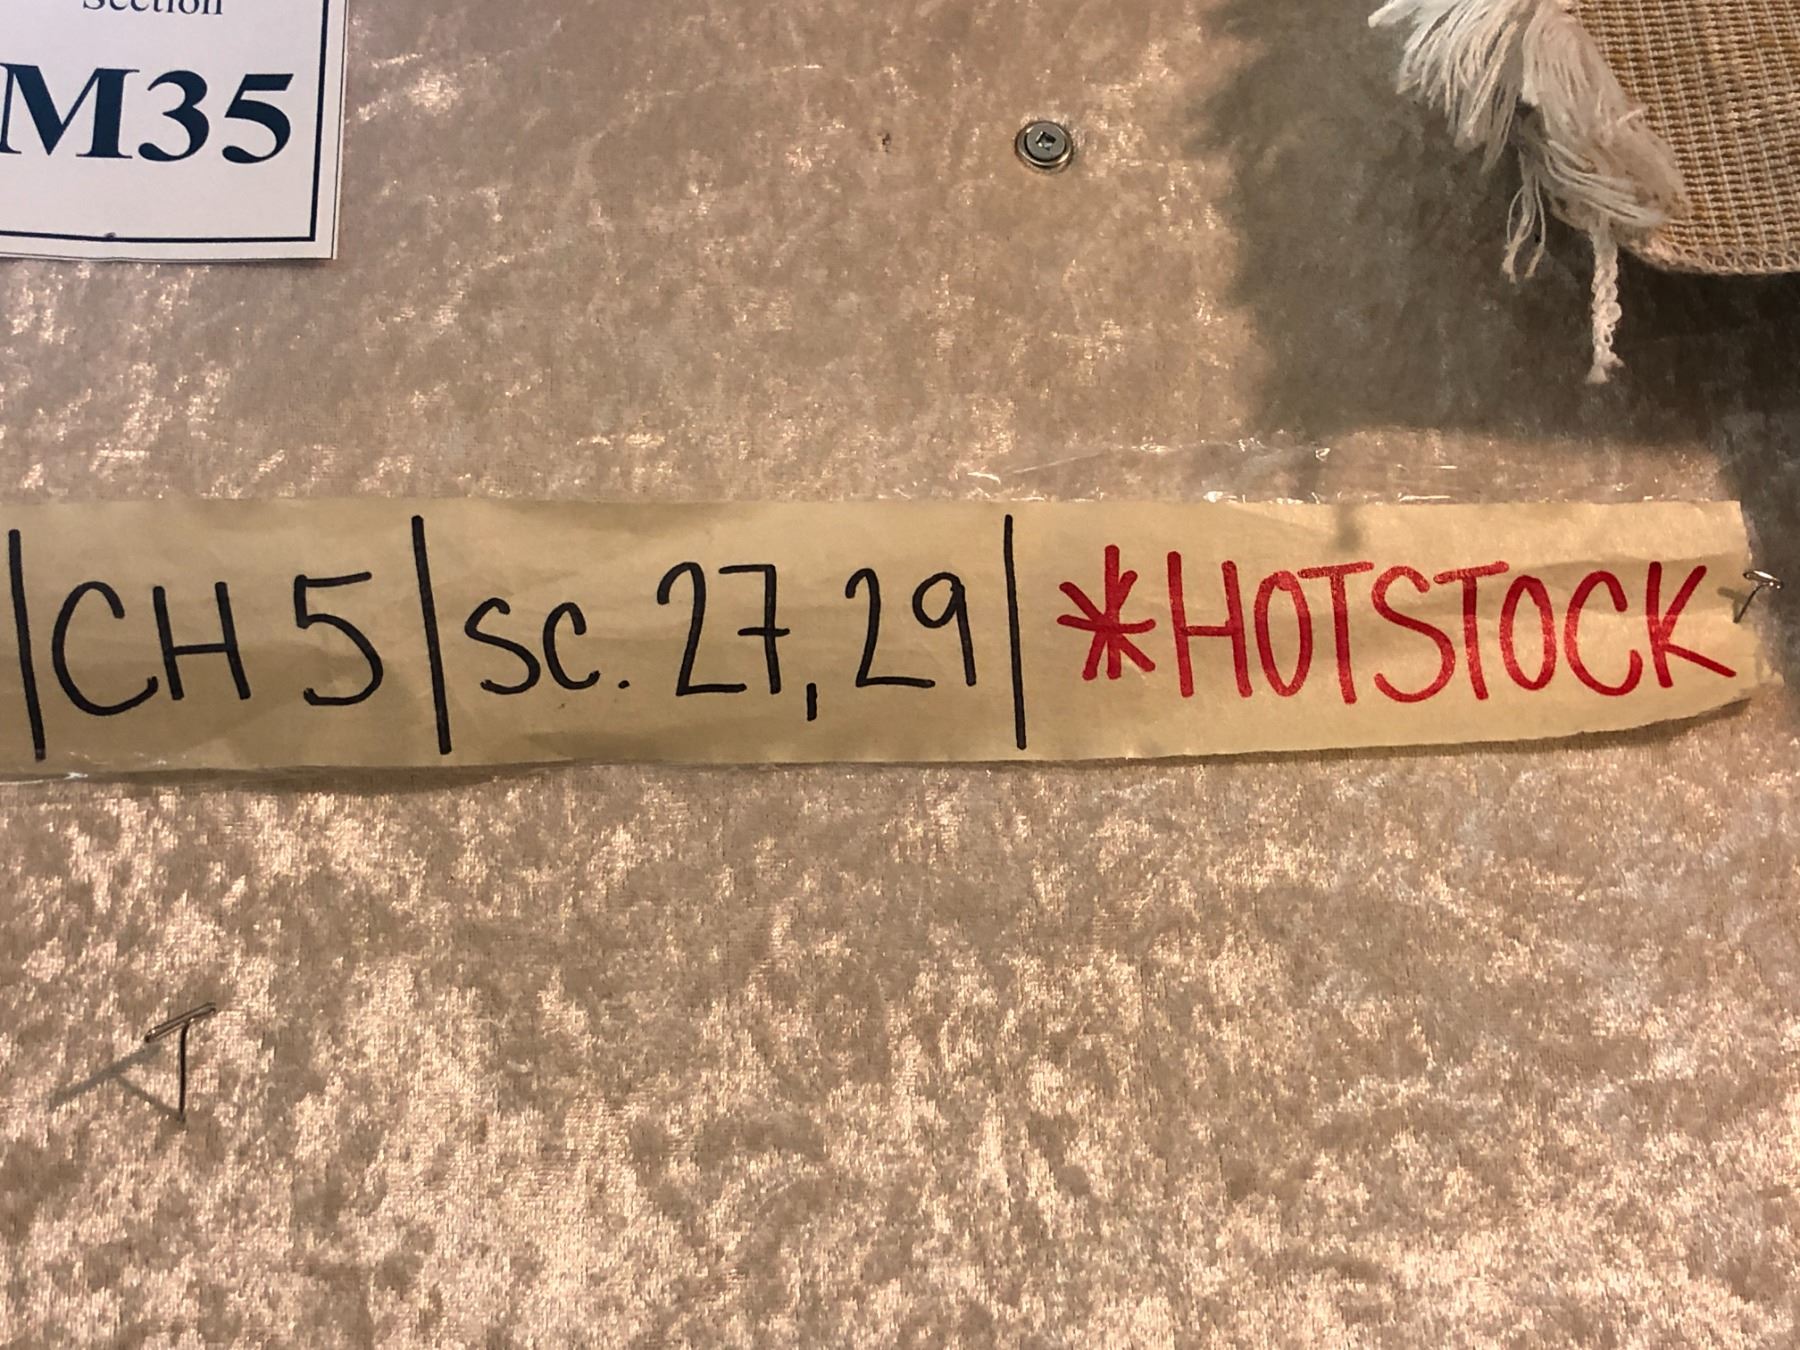 Section
M35
|CH 5|SC. 27, 29|*HOTSTOCK